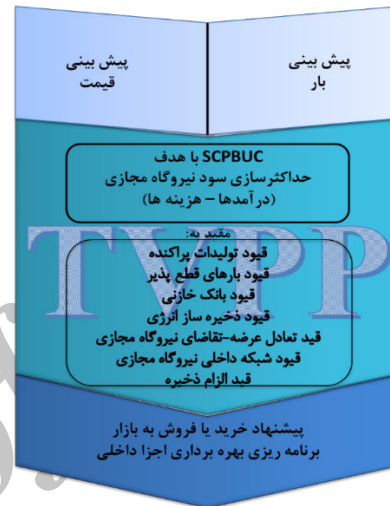 پیش بینی
بار
پیش بینی
قیمت
SCPBUC با هدف
حداکثرسازی سود نیروگاه مجازی
(درآمدها – هزینه ها)
مقید به:
قیود تولیدات پراکنده
قیود بارهای قطع پذیر
قیود بانک خازنی
قیود ذخیره ساز انرژی
قید تعادل عرضه-تقاضای نیروگاه مجازی
قیود شبکه داخلی نیروگاه مجازی
قید الزام ذخیره
TVPP
پیشنهاد خرید یا فروش به بازار
برنامه ریزی بهره برداری اجزا داخلی